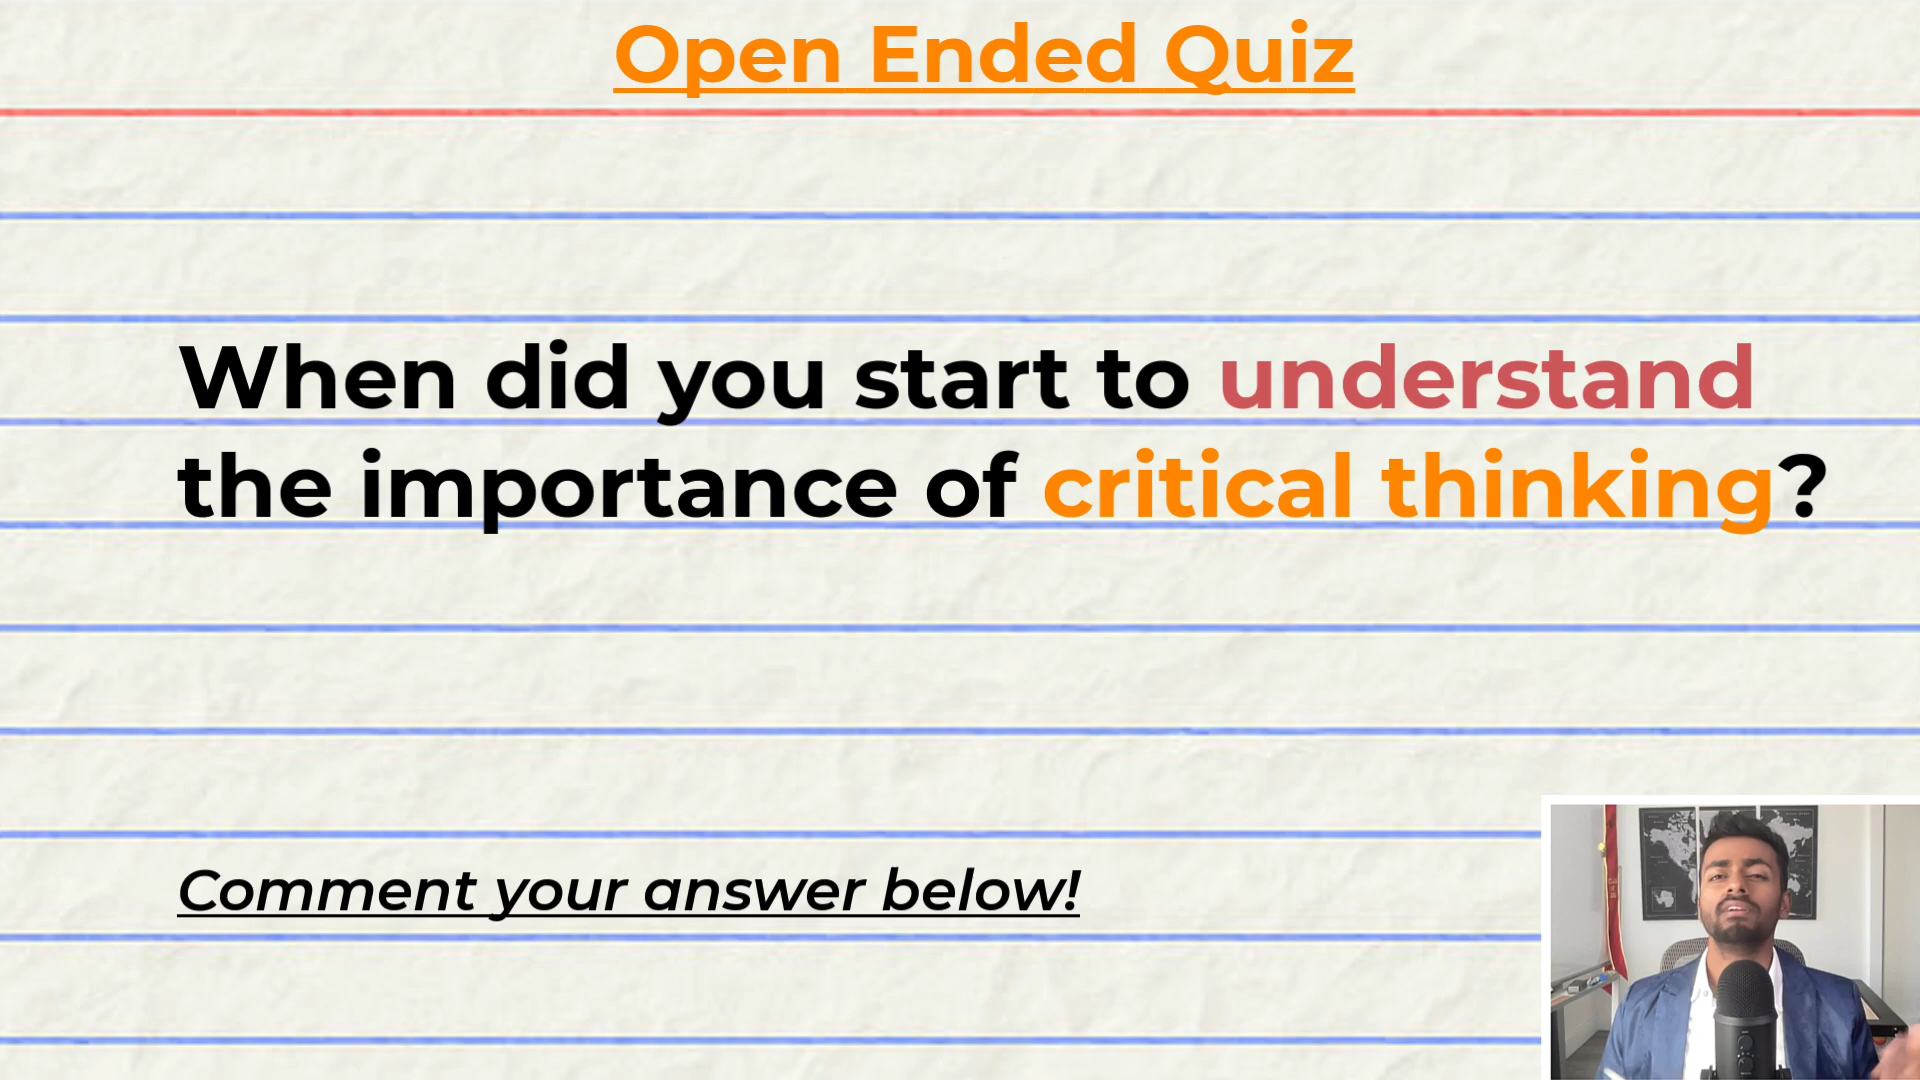 Open Ended Quiz
When did you start to understand
the importance of critical thinking?
Comment your answer below!